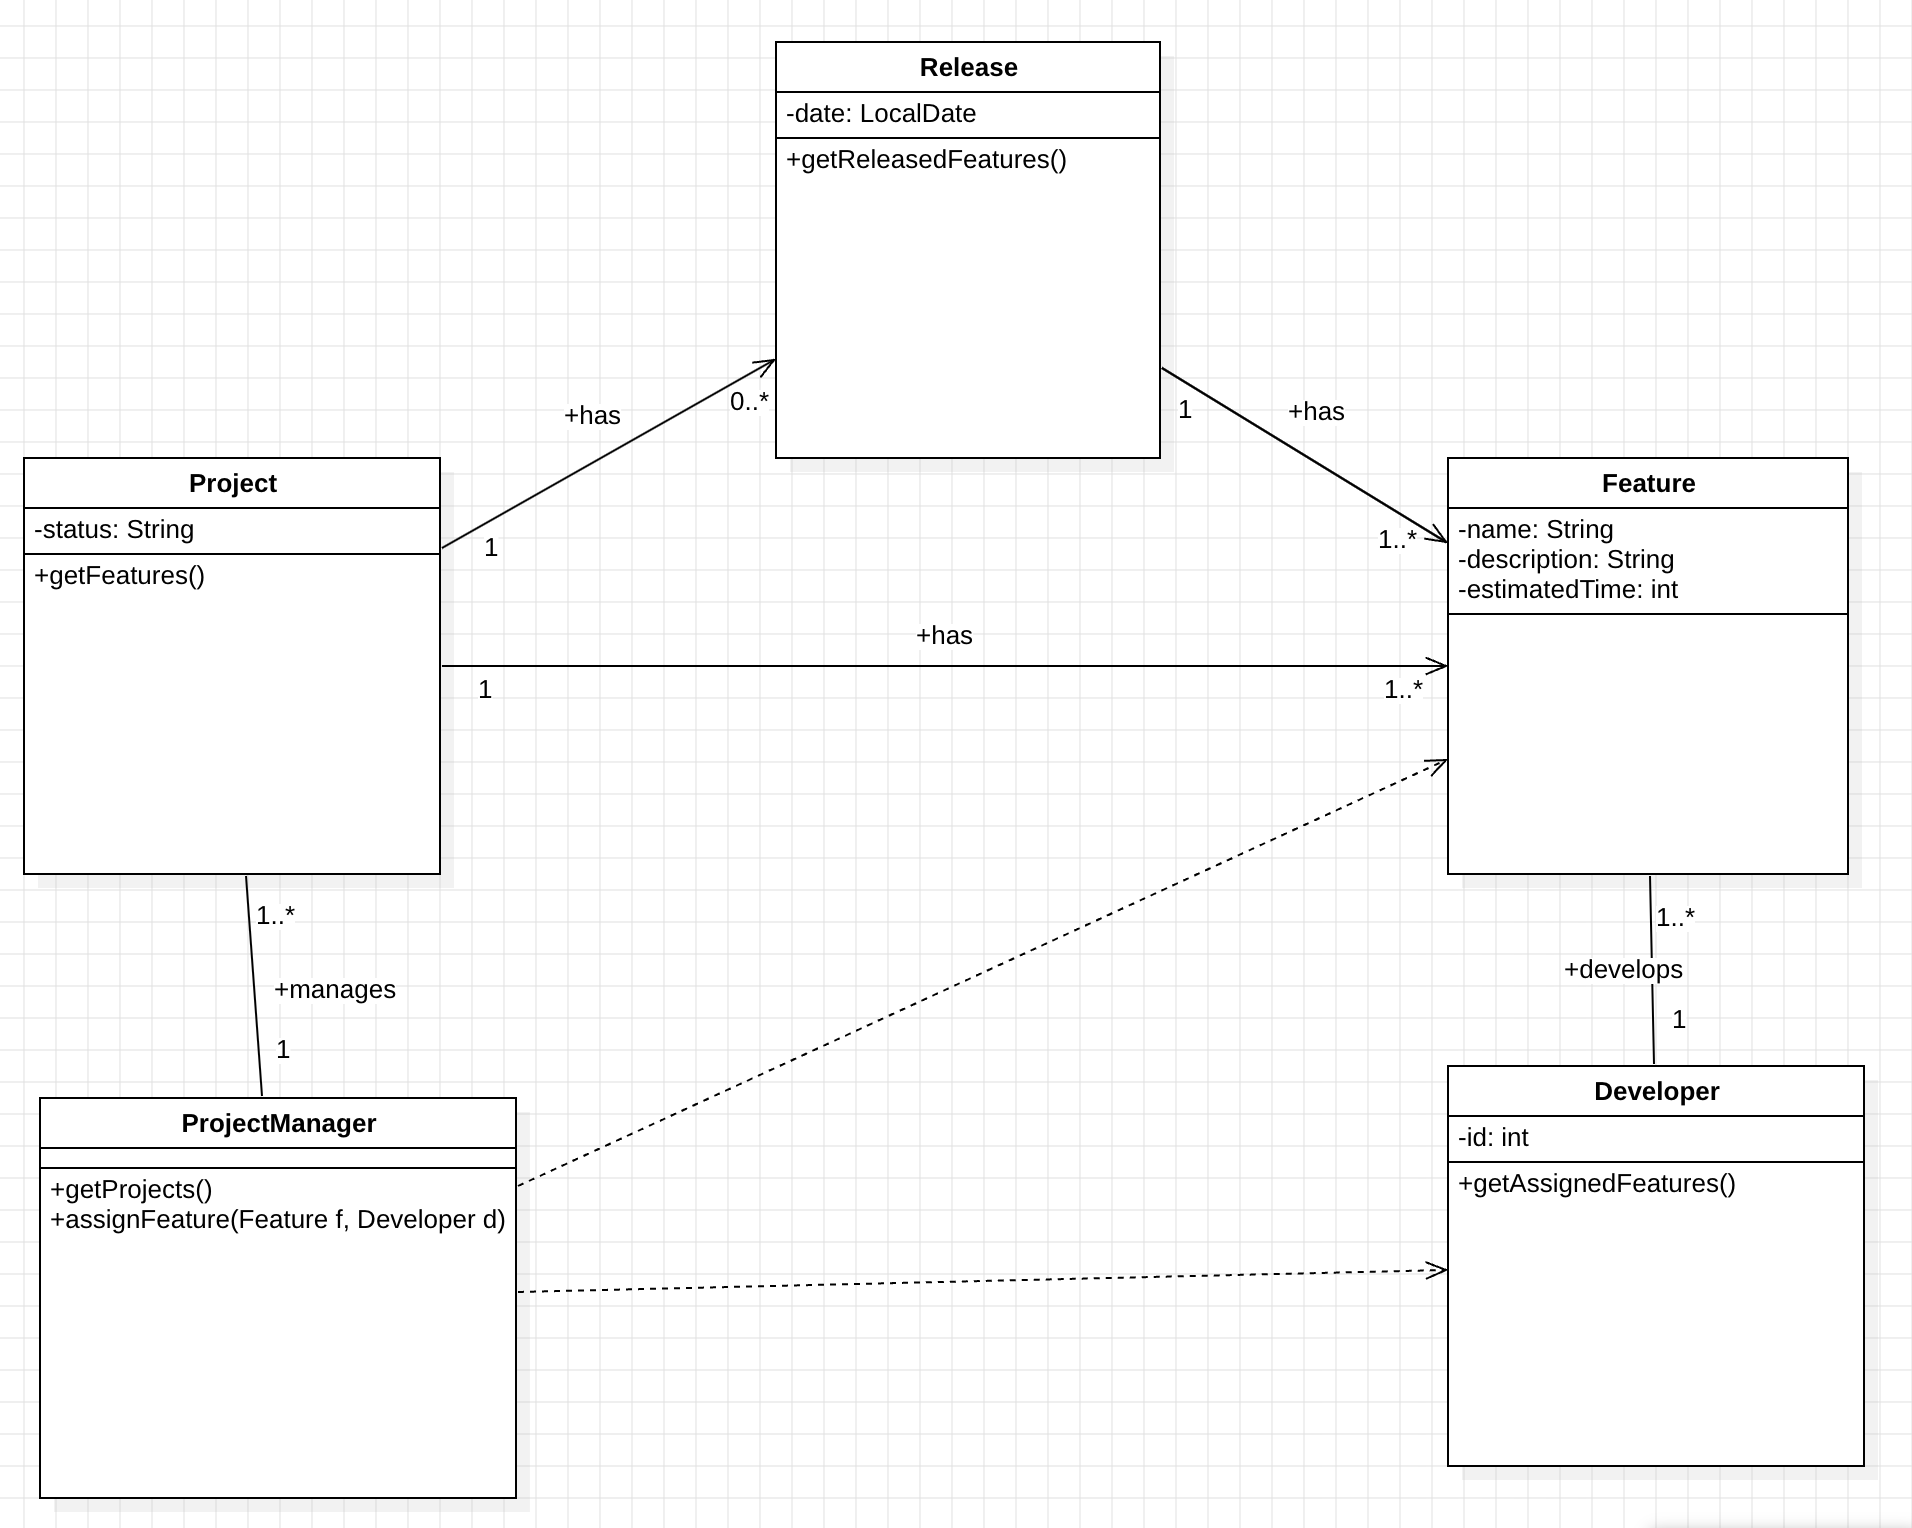 Release
-date: LocalDate
+getReleasedFeatures()
+has
0..*
1
+has
1..*
Project
-status: String
+getFeatures()
1
Feature
-name: String
-description: String
-estimatedTime: int
+has
1
1..*
1..*
+manages
1
1..*
+develops
1
ProjectManager
+getProjects()
+assignFeature(Feature f, Developer d)
Developer
-id: int
+getAssignedFeatures()